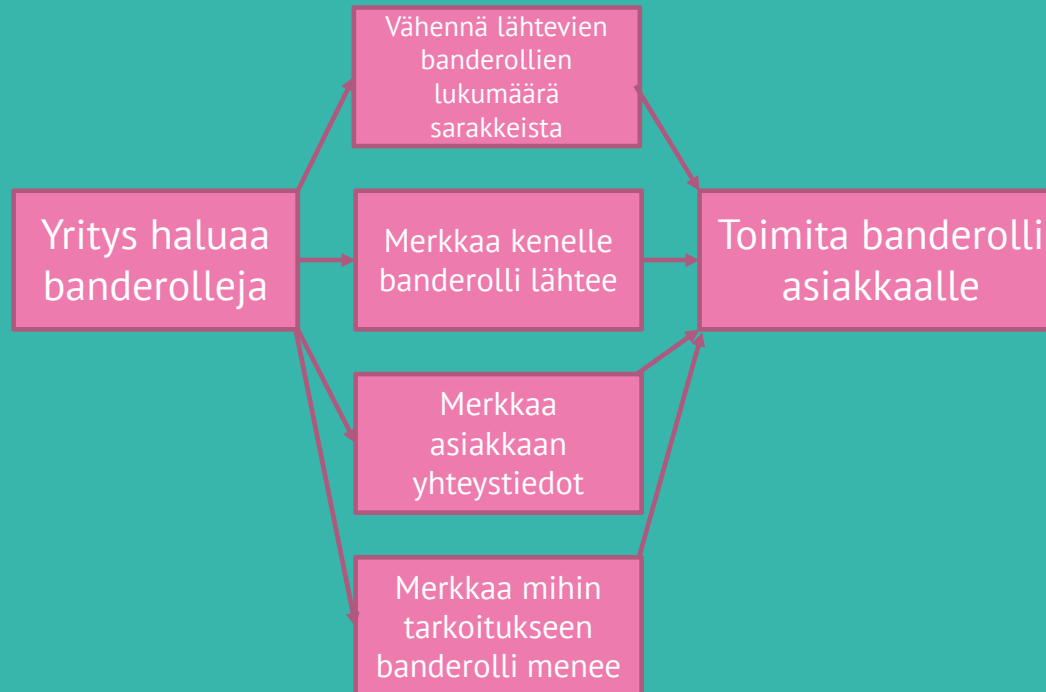 Vähennä lähtevien
banderollien
lukumäärä
sarakkeista
Yritys haluaa
banderolleja
Merkkaa kenelle
banderolli lähtee
Toimita banderolli
asiakkaalle
Merkkaa
asiakkaan
yhteystiedot
Merkkaa mihin
tarkoitukseen
banderolli menee